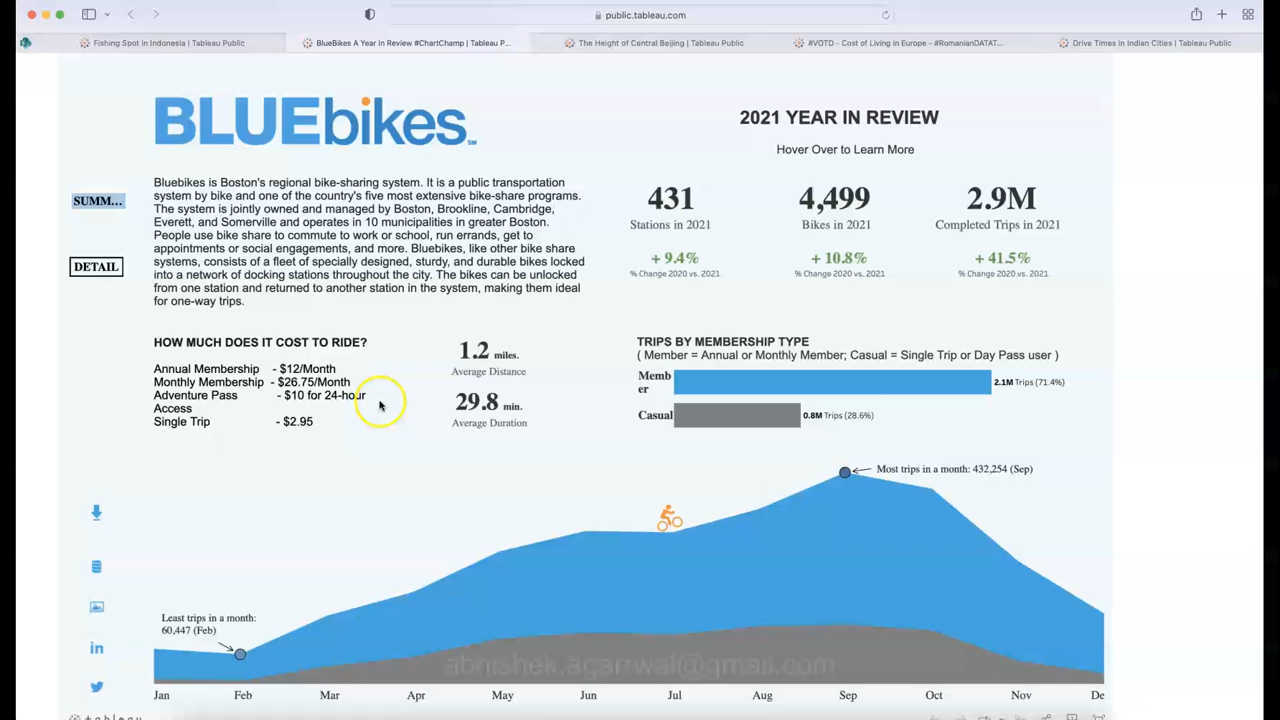 public.tableau.com
Fishing Spot in Indonesia | Tableau Public
BlueBikes A Year In Review #ChartChamp | Tableau P...
The Height of Central Beijing | Tableau Public
#VOTD - Cost of Living in Europe - #RomanianDATAT...
Drive Times in Indian Cities | Tableau Public
BLUEbikes SM
2021 YEAR IN REVIEW
Hover Over to Learn More
SUMM...
DETAIL
Bluebikes is Boston's regional bike-sharing system. It is a public transportation
system by bike and one of the country's five most extensive bike-share programs.
The system is jointly owned and managed by Boston, Brookline, Cambridge,
Everett, and Somerville and operates in 10 municipalities in greater Boston.
People use bike share to commute to work or school, run errands, get to
appointments or social engagements, and more. Bluebikes, like other bike share
systems, consists of a fleet of specially designed, sturdy, and durable bikes locked
into a network of docking stations throughout the city. The bikes can be unlocked
from one station and returned to another station in the system, making them ideal
for one-way trips.
431
Stations in 2021
+ 9.4%
% Change 2020 vs. 2021
4,499
Bikes in 2021
+ 10.8%
% Change 2020 vs. 2021
2.9M
Completed Trips in 2021
+ 41.5%
% Change 2020 vs. 2021
HOW MUCH DOES IT COST TO RIDE?
Annual Membership - $12/Month
Monthly Membership - $26.75/Month
Adventure Pass - $10 for 24-hour
Access
Single Trip - $2.95
1.2 miles.
Average Distance
29.8 min.
Average Duration
TRIPS BY MEMBERSHIP TYPE
( Member = Annual or Monthly Member; Casual = Single Trip or Day Pass user )
Memb
er
2.1M Trips (71.4%)
Casual
0.8M Trips (28.6%)
Most trips in a month: 432,254 (Sep)
Least trips in a month:
60,447 (Feb)
in
abhishek.agarrwal@gmail.com
Jan Feb Mar Apr May Jun Jul Aug Sep Oct Nov De
tableau